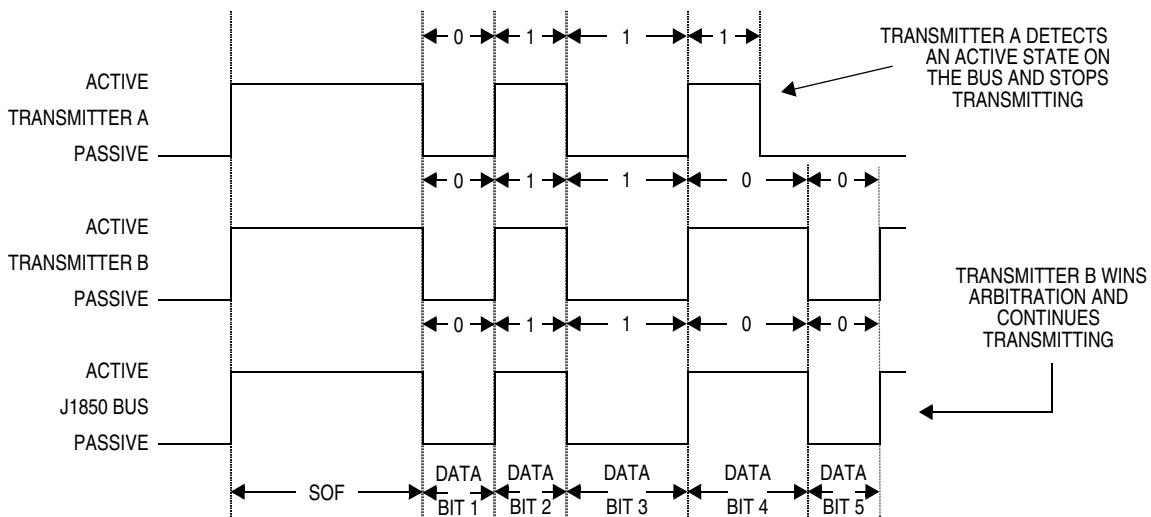 0 1 1 1
TRANSMITTER A DETECTS
AN ACTIVE STATE ON
THE BUS AND STOPS
TRANSMITTING
ACTIVE
TRANSMITTER A
PASSIVE
0 1 1 0 0
ACTIVE
TRANSMITTER B
PASSIVE
TRANSMITTER B WINS
ARBITRATION AND
CONTINUES
TRANSMITTING
0 1 1 0 0
ACTIVE
J1850 BUS
PASSIVE
SOF
DATA
BIT 1
DATA
BIT 2
DATA
BIT 3
DATA
BIT 4
DATA
BIT 5